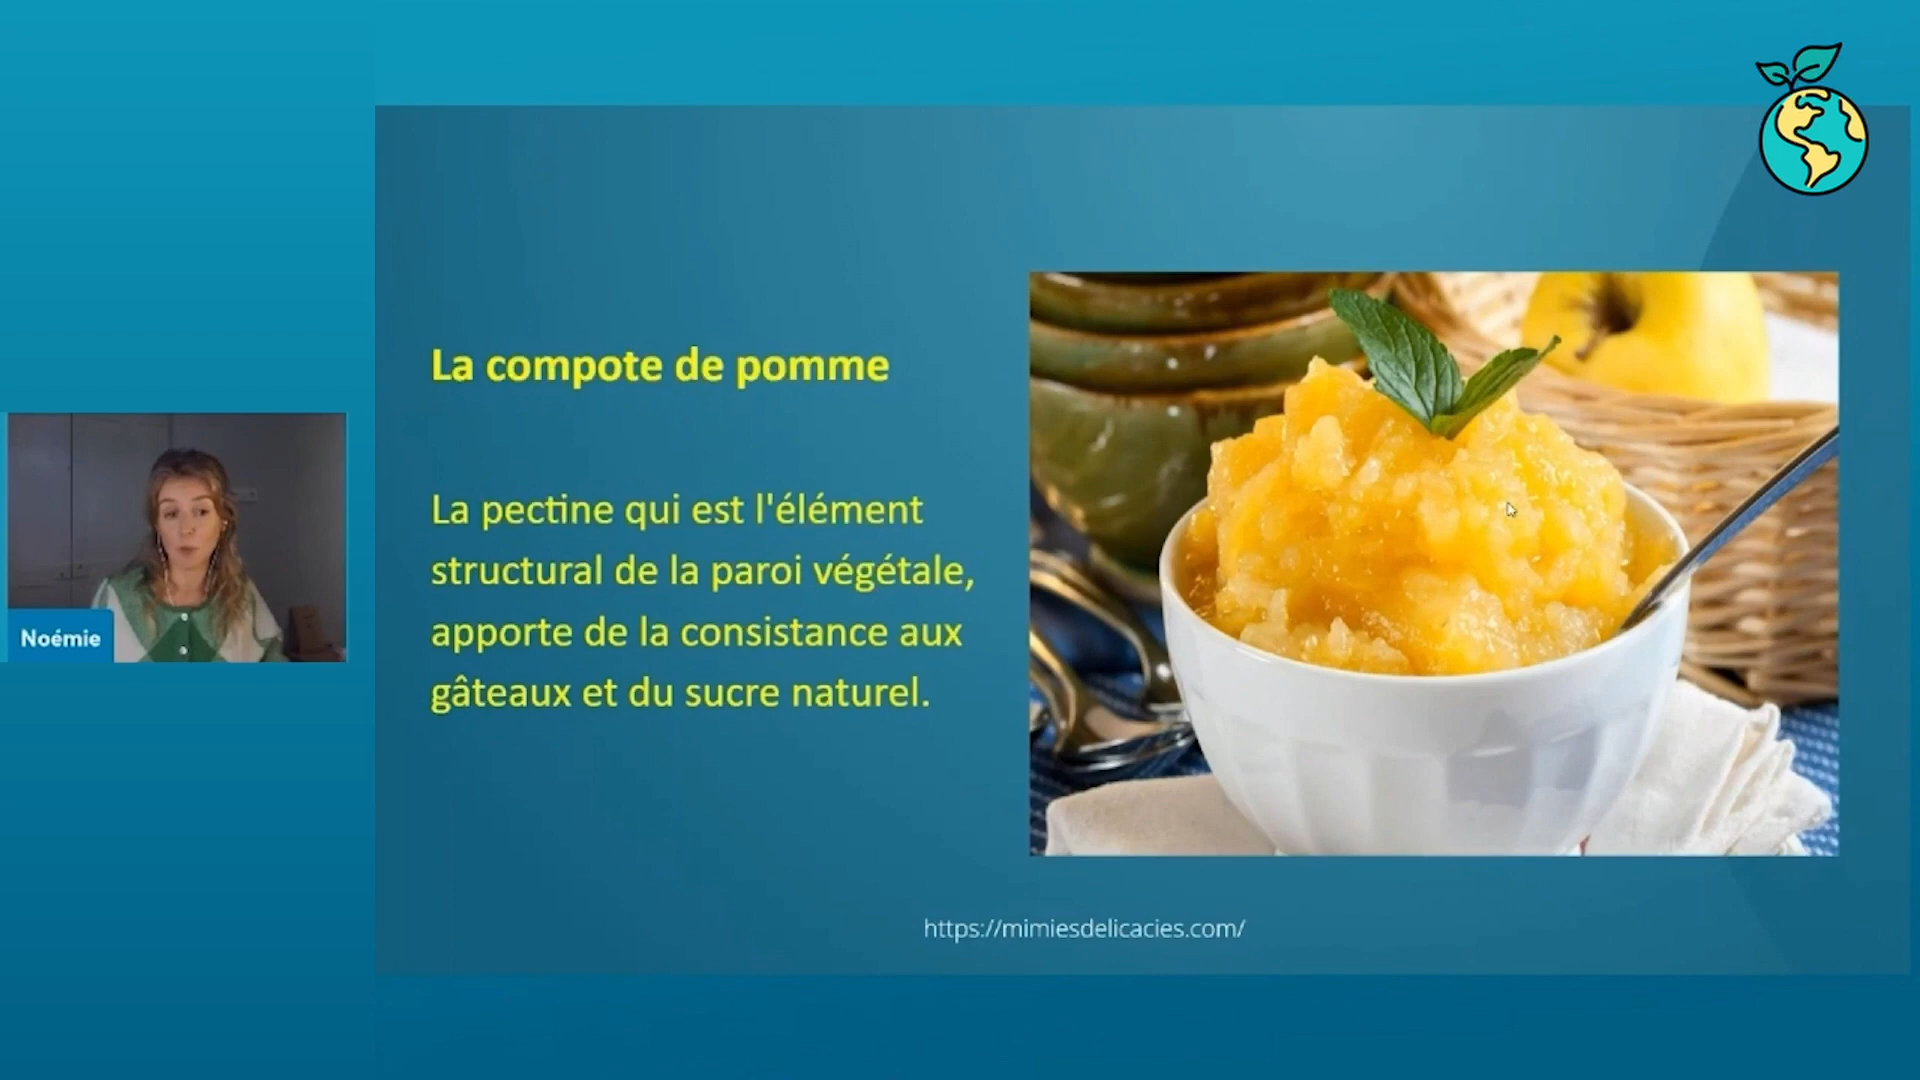 La compote de pomme
La pectine qui est l'élément
structural de la paroi végétale,
apporte de la consistance aux
gâteaux et du sucre naturel.
Noémie
https://mimiesdelicacies.com/